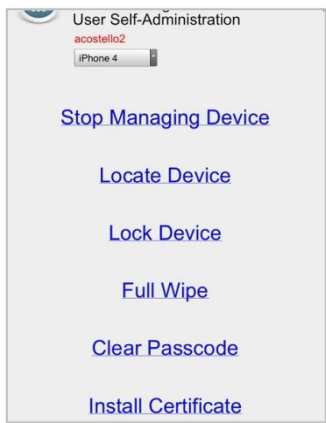 User Self-Administration
acostello2
iPhone 4
Stop Managing Device
Locate Device
Lock Device
Full Wipe
Clear Passcode
Install Certificate